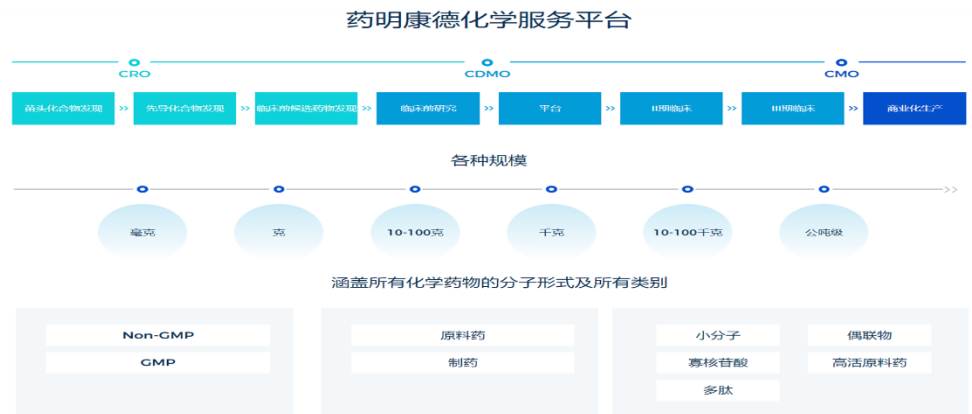 药明康德化学服务平台
CRO CDMO CMO
苗头化合物发现 >> 先导化合物发现 >> 临床前候选药物发现 >> 临床前研究 >> 平台 >> II期临床 >> III期临床 >> 商业化生产
各种规模
毫克 克 10-100克 千克 10-100千克 公吨级
涵盖所有化学药物的分子形式及所有类别
Non-GMP 原料药 小分子 偶联物
GMP 制药 寡核苷酸 高活原料药
多肽